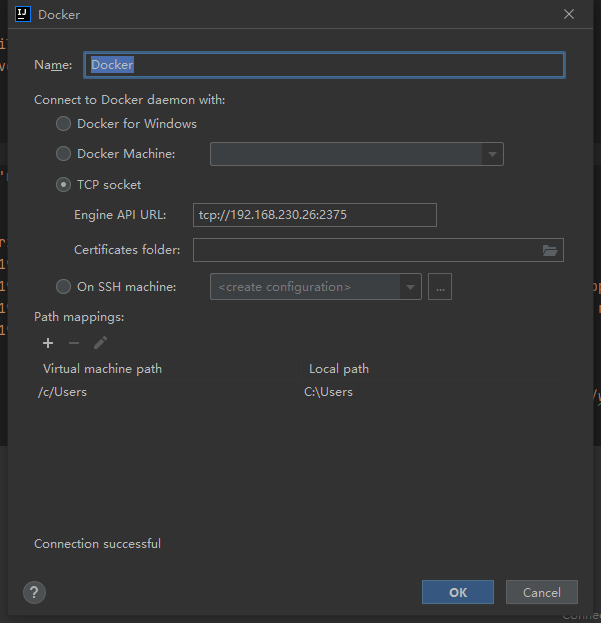 Docker
Name: Docker
Connect to Docker daemon with:
Docker for Windows
Docker Machine:
TCP socket
Engine API URL: tcp://192.168.230.26:2375
Certificates folder:
On SSH machine: <create configuration> ...
Path mappings:
Virtual machine path Local path
/c/Users C:\Users
Connection successful
? OK Cancel